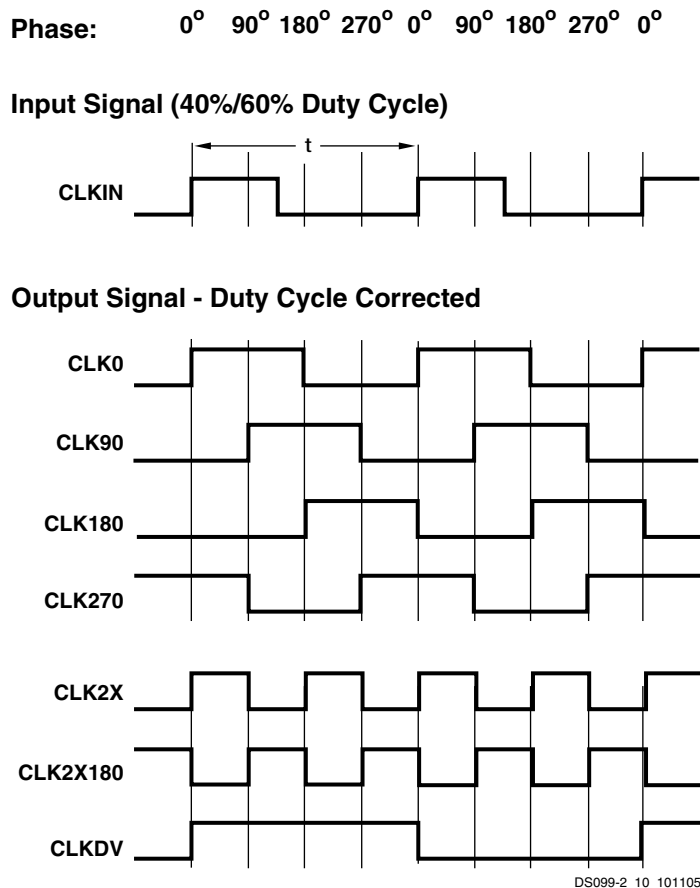 Phase: 0° 90° 180° 270° 0° 90° 180° 270° 0°
Input Signal (40%/60% Duty Cycle)
t
CLKIN
Output Signal - Duty Cycle Corrected
CLK0
CLK90
CLK180
CLK270
CLK2X
CLK2X180
CLKDV
DS099-2_10_101105